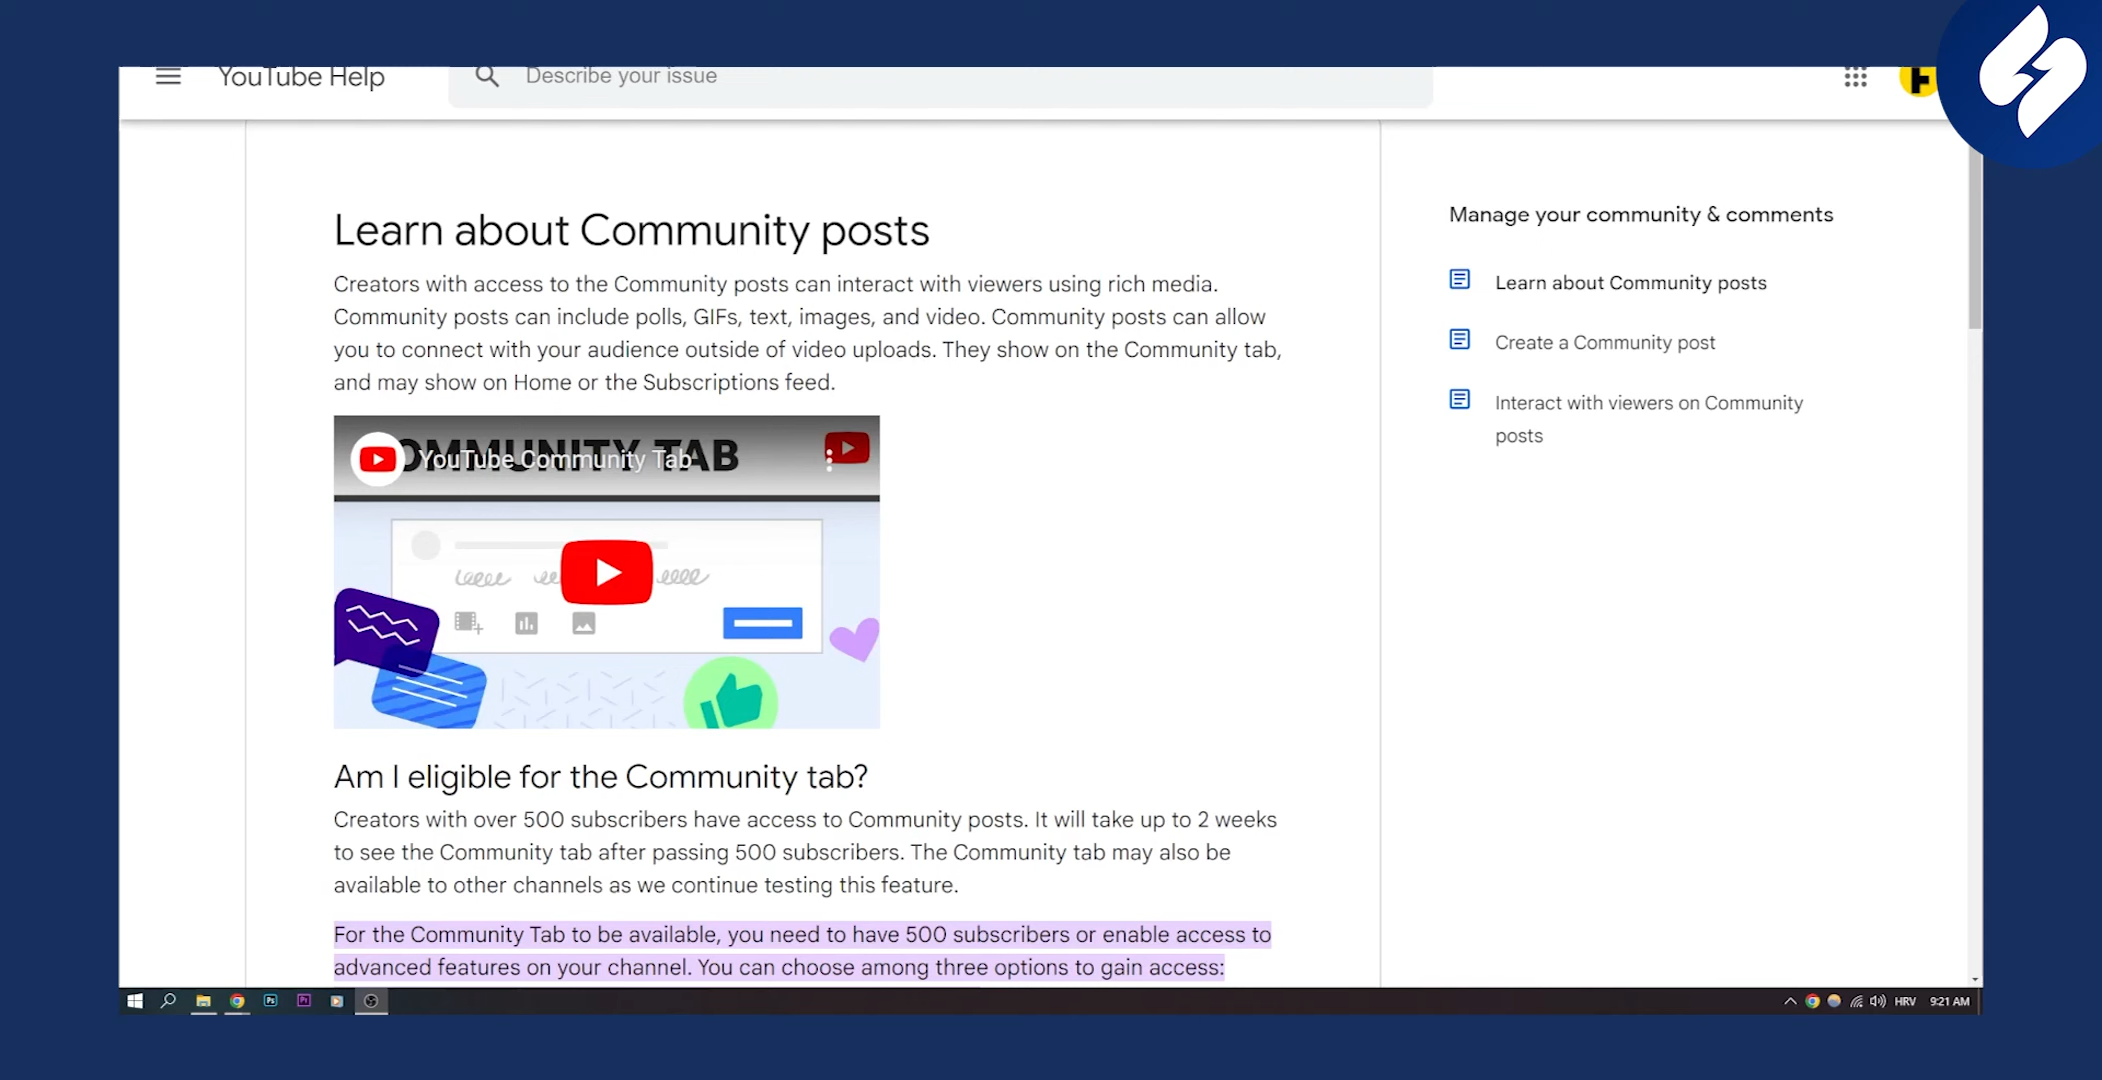 YouTube Help
Describe your issue
Learn about Community posts
Creators with access to the Community posts can interact with viewers using rich media.
Community posts can include polls, GIFs, text, images, and video. Community posts can allow
you to connect with your audience outside of video uploads. They show on the Community tab,
and may show on Home or the Subscriptions feed.
OMMUNITY TAB
YouTube Community Tab
Am I eligible for the Community tab?
Creators with over 500 subscribers have access to Community posts. It will take up to 2 weeks
to see the Community tab after passing 500 subscribers. The Community tab may also be
available to other channels as we continue testing this feature.
For the Community Tab to be available, you need to have 500 subscribers or enable access to
advanced features on your channel. You can choose among three options to gain access:
Manage your community & comments
Learn about Community posts
Create a Community post
Interact with viewers on Community
posts
Ps
Pr
HRV
9:21 AM